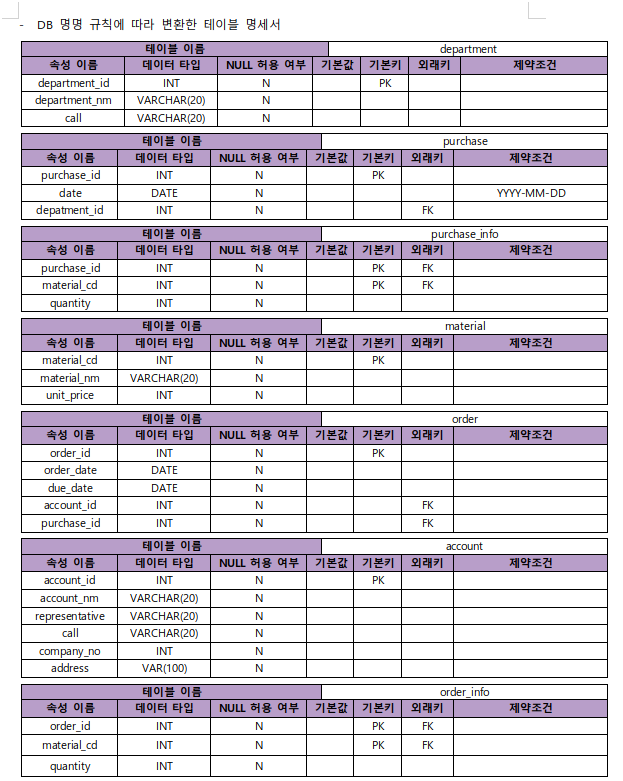 - DB 명명 규칙에 따라 변환한 테이블 명세서
테이블 이름 department
속성 이름 데이터 타입 NULL 허용 여부 기본값 기본키 외래키 제약조건
department_id INT N PK
department_nm VARCHAR(20) N
call VARCHAR(20) N
테이블 이름 purchase
속성 이름 데이터 타입 NULL 허용 여부 기본값 기본키 외래키 제약조건
purchase_id INT N PK
date DATE N YYYY-MM-DD
depatment_id INT N FK
테이블 이름 purchase_info
속성 이름 데이터 타입 NULL 허용 여부 기본값 기본키 외래키 제약조건
purchase_id INT N PK FK
material_cd INT N PK FK
quantity INT N
테이블 이름 material
속성 이름 데이터 타입 NULL 허용 여부 기본값 기본키 외래키 제약조건
material_cd INT N PK
material_nm VARCHAR(20) N
unit_price INT N
테이블 이름 order
속성 이름 데이터 타입 NULL 허용 여부 기본값 기본키 외래키 제약조건
order_id INT N PK
order_date DATE N
due_date DATE N
account_id INT N FK
purchase_id INT N FK
테이블 이름 account
속성 이름 데이터 타입 NULL 허용 여부 기본값 기본키 외래키 제약조건
account_id INT N PK
account_nm VARCHAR(20) N
representative VARCHAR(20) N
call VARCHAR(20) N
company_no INT N
address VAR(100) N
테이블 이름 order_info
속성 이름 데이터 타입 NULL 허용 여부 기본값 기본키 외래키 제약조건
order_id INT N PK FK
material_cd INT N PK FK
quantity INT N